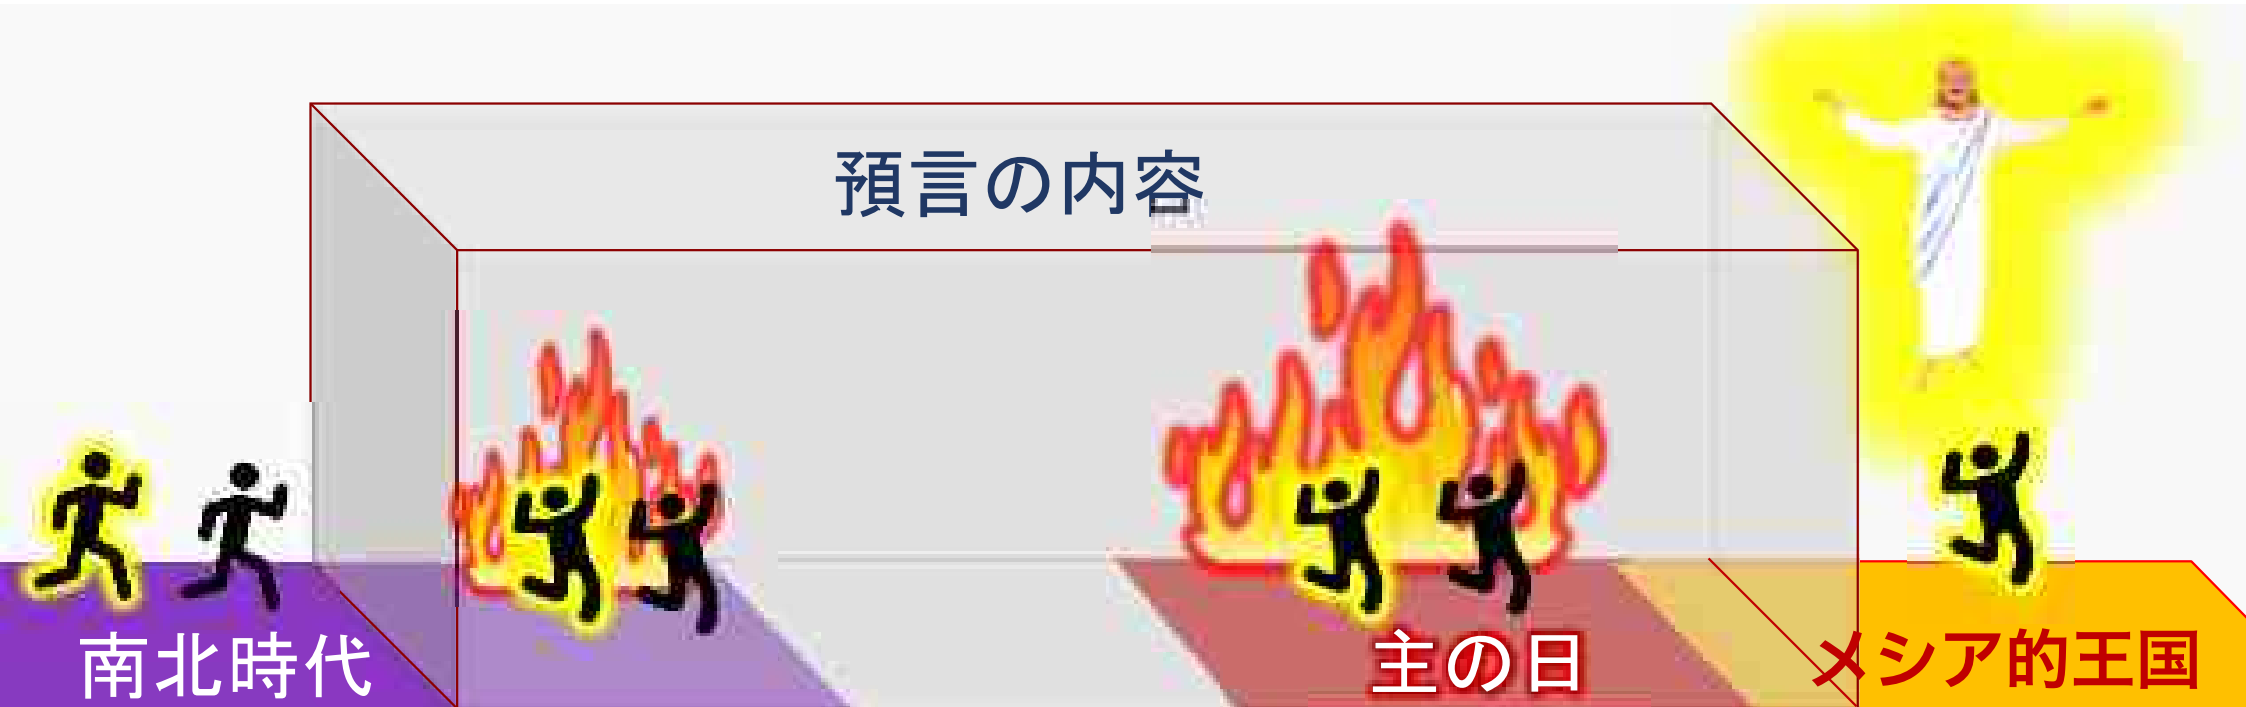 預言の内容
南北時代
主の日
メシア的王国